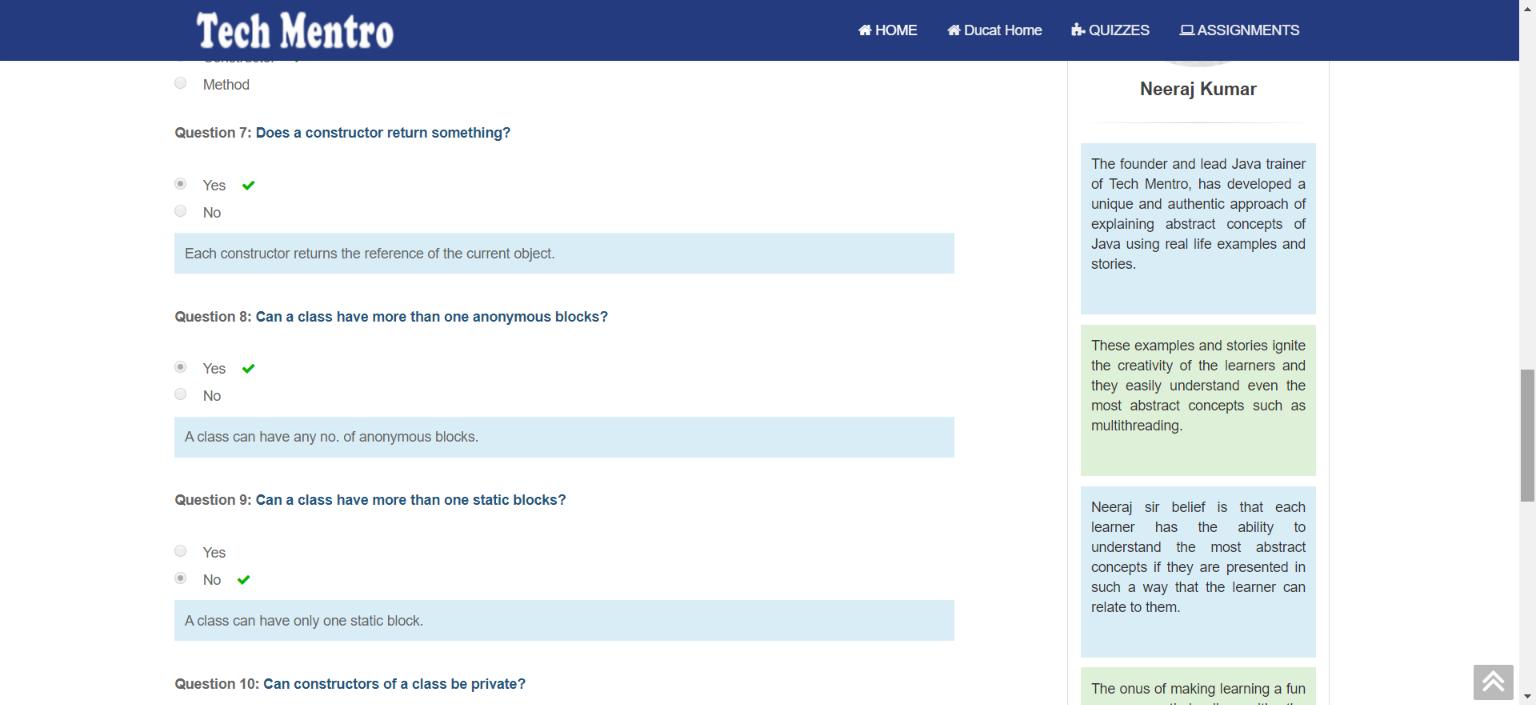 Tech Mentro
HOME
Ducat Home
QUIZZES
ASSIGNMENTS
Method
Question 7: Does a constructor return something?
Yes
No
Each constructor returns the reference of the current object.
Question 8: Can a class have more than one anonymous blocks?
Yes
No
A class can have any no. of anonymous blocks.
Question 9: Can a class have more than one static blocks?
Yes
No
A class can have only one static block.
Question 10: Can constructors of a class be private?
Neeraj Kumar
The founder and lead Java trainer
of Tech Mentro, has developed a
unique and authentic approach of
explaining abstract concepts of
Java using real life examples and
stories.
These examples and stories ignite
the creativity of the learners and
they easily understand even the
most abstract concepts such as
multithreading.
Neeraj sir belief is that each
learner has the ability to
understand the most abstract
concepts if they are presented in
such a way that the learner can
relate to them.
The onus of making learning a fun